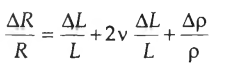 ΔR/R = ΔL/L + 2ν ΔL/L + Δρ/ρ